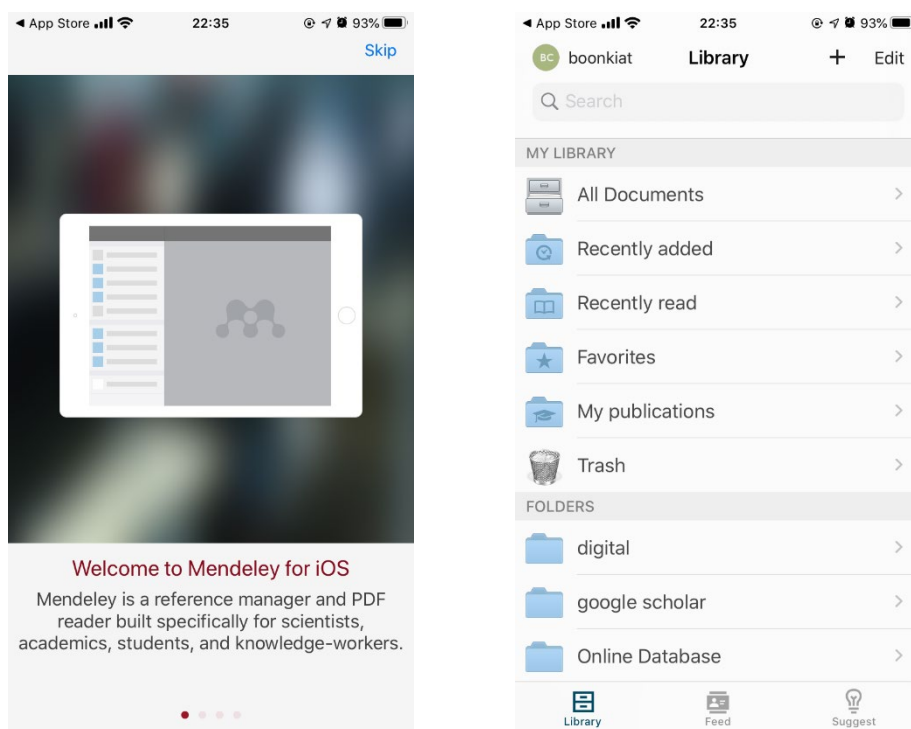 App Store 22:35 93%
Skip
Welcome to Mendeley for iOS
Mendeley is a reference manager and PDF
reader built specifically for scientists,
academics, students, and knowledge-workers.
App Store 22:35 93%
BC boonkiat Library + Edit
Search
MY LIBRARY
All Documents
Recently added
Recently read
Favorites
My publications
Trash
FOLDERS
digital
google scholar
Online Database
Library Feed Suggest